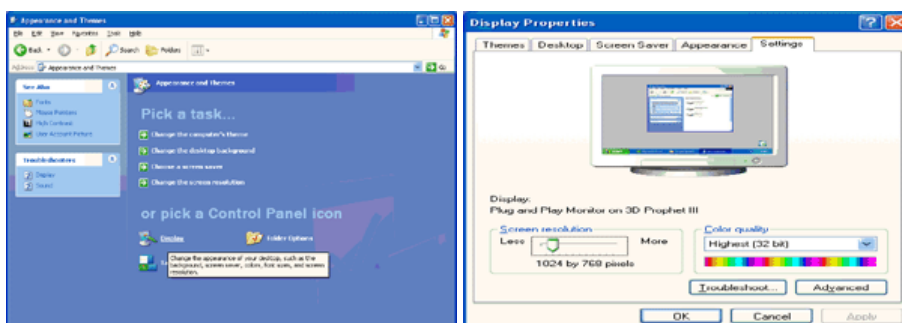 Appearance and Themes
File Edit View Favorites Tools Help
Back Search Folders
Address Appearance and Themes Go
See Also
Fonts
Mouse Pointers
High Contrast
User Account Picture
Troubleshooters
Display
Sound
Appearance and Themes
Pick a task...
Change the computer's theme
Change the desktop background
Choose a screen saver
Change the screen resolution
or pick a Control Panel icon
Display Folder Options
Change the appearance of your desktop, such as the
background, screen saver, colors, font sizes, and screen
resolution.
Display Properties
Themes Desktop Screen Saver Appearance Settings
Display:
Plug and Play Monitor on 3D Prophet III
Screen resolution
Less More
1024 by 768 pixels
Color quality
Highest (32 bit)
Troubleshoot... Advanced
OK Cancel Apply